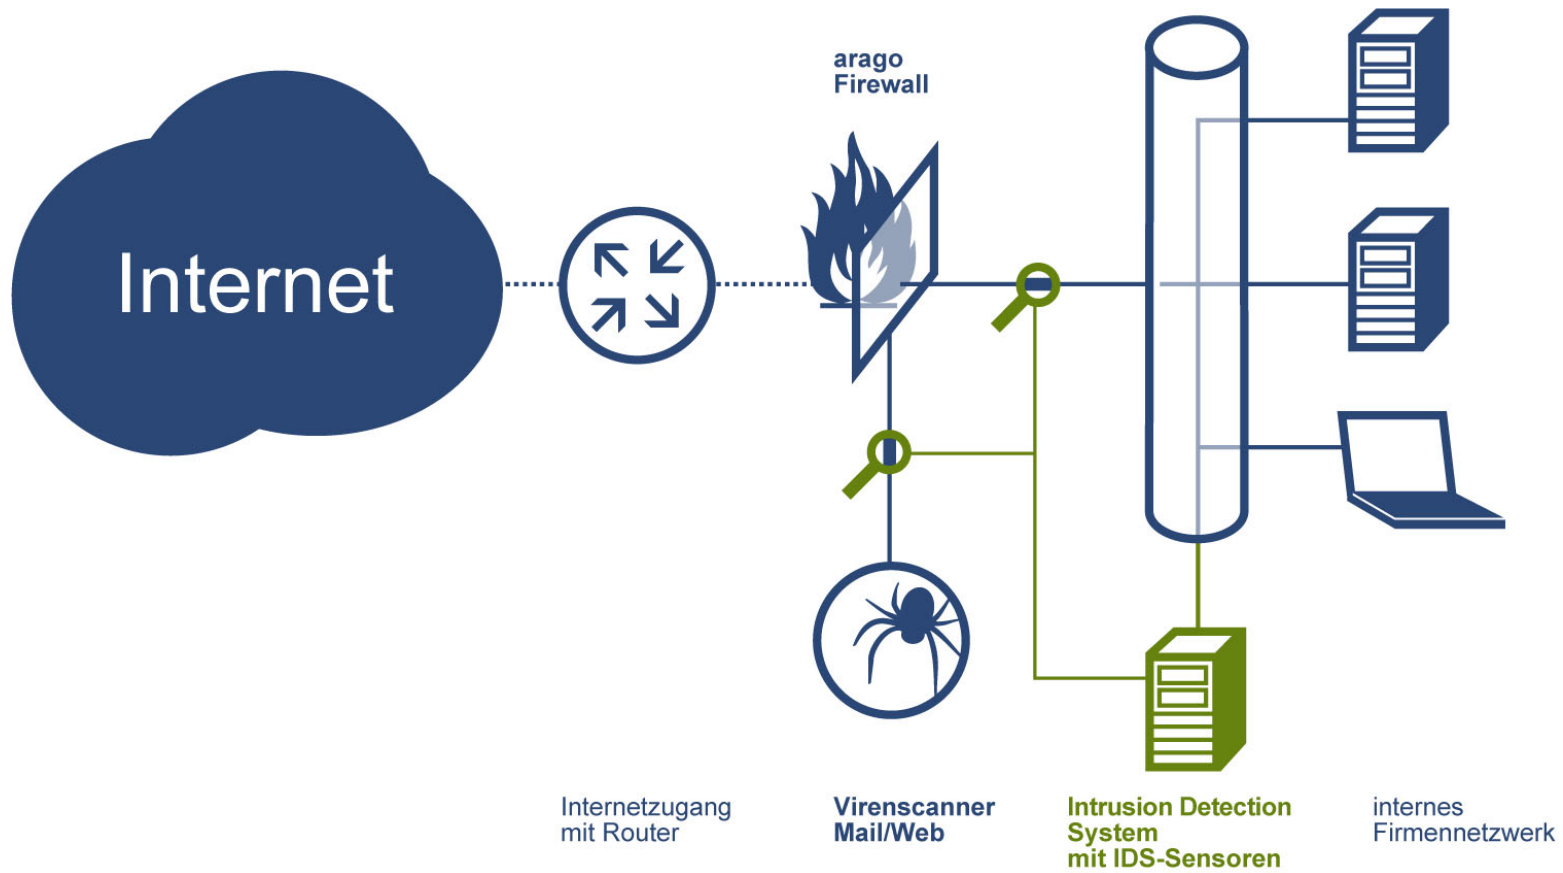 arago
Firewall
Internet
Internetzugang
mit Router
Virenscanner
Mail/Web
Intrusion Detection
System
mit IDS-Sensoren
internes
Firmennetzwerk